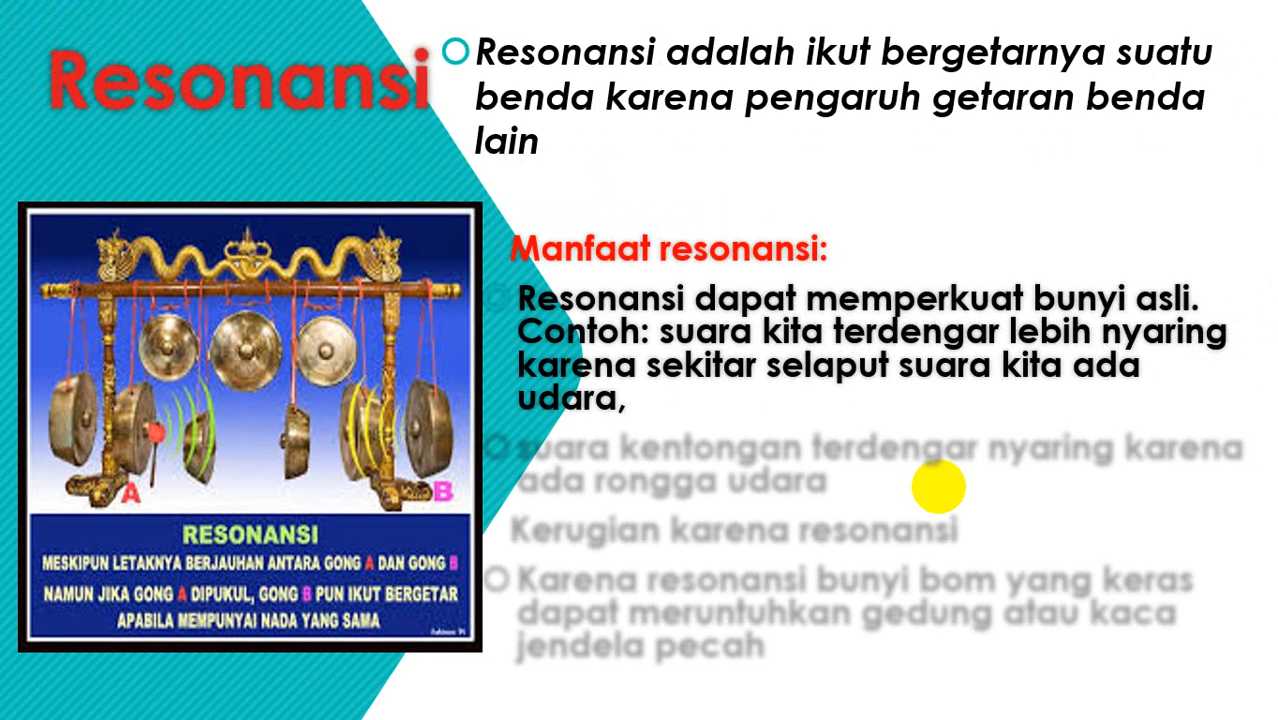 Resonansi
Resonansi adalah ikut bergetarnya suatu
benda karena pengaruh getaran benda
lain
Manfaat resonansi:
Resonansi dapat memperkuat bunyi asli.
Contoh: suara kita terdengar lebih nyaring
karena sekitar selaput suara kita ada
udara,
suara kentongan terdengar nyaring karena
ada rongga udara
Kerugian karena resonansi
Karena resonansi bunyi bom yang keras
dapat meruntuhkan gedung atau kaca
jendela pecah
A
B
RESONANSI
MESKIPUN LETAKNYA BERJAUHAN ANTARA GONG A DAN GONG B
NAMUN JIKA GONG A DIPUKUL, GONG B PUN IKUT BERGETAR
APABILA MEMPUNYAI NADA YANG SAMA